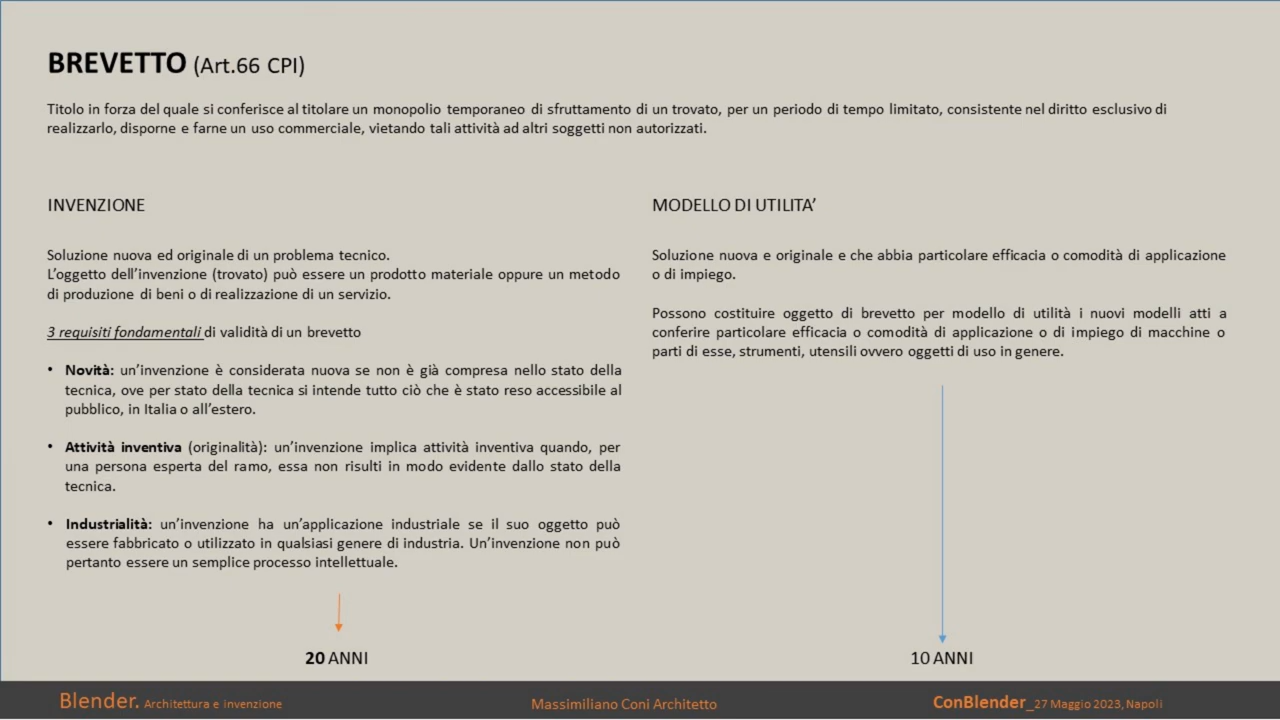 BREVETTO (Art.66 CPI)
Titolo in forza del quale si conferisce al titolare un monopolio temporaneo di sfruttamento di un trovato, per un periodo di tempo limitato, consistente nel diritto esclusivo di
realizzarlo, disporne e farne un uso commerciale, vietando tali attività ad altri soggetti non autorizzati.
INVENZIONE
Soluzione nuova ed originale di un problema tecnico.
L’oggetto dell’invenzione (trovato) può essere un prodotto materiale oppure un metodo
di produzione di beni o di realizzazione di un servizio.
3 requisiti fondamentali di validità di un brevetto
• Novità: un’invenzione è considerata nuova se non è già compresa nello stato della
tecnica, ove per stato della tecnica si intende tutto ciò che è stato reso accessibile al
pubblico, in Italia o all’estero.
• Attività inventiva (originalità): un’invenzione implica attività inventiva quando, per
una persona esperta del ramo, essa non risulti in modo evidente dallo stato della
tecnica.
• Industrialità: un’invenzione ha un’applicazione industriale se il suo oggetto può
essere fabbricato o utilizzato in qualsiasi genere di industria. Un’invenzione non può
pertanto essere un semplice processo intellettuale.
20 ANNI
MODELLO DI UTILITA’
Soluzione nuova e originale e che abbia particolare efficacia o comodità di applicazione
o di impiego.
Possono costituire oggetto di brevetto per modello di utilità i nuovi modelli atti a
conferire particolare efficacia o comodità di applicazione o di impiego di macchine o
parti di esse, strumenti, utensili ovvero oggetti di uso in genere.
10 ANNI
Blender. Architettura e invenzione
Massimiliano Coni Architetto
ConBlender_27 Maggio 2023, Napoli